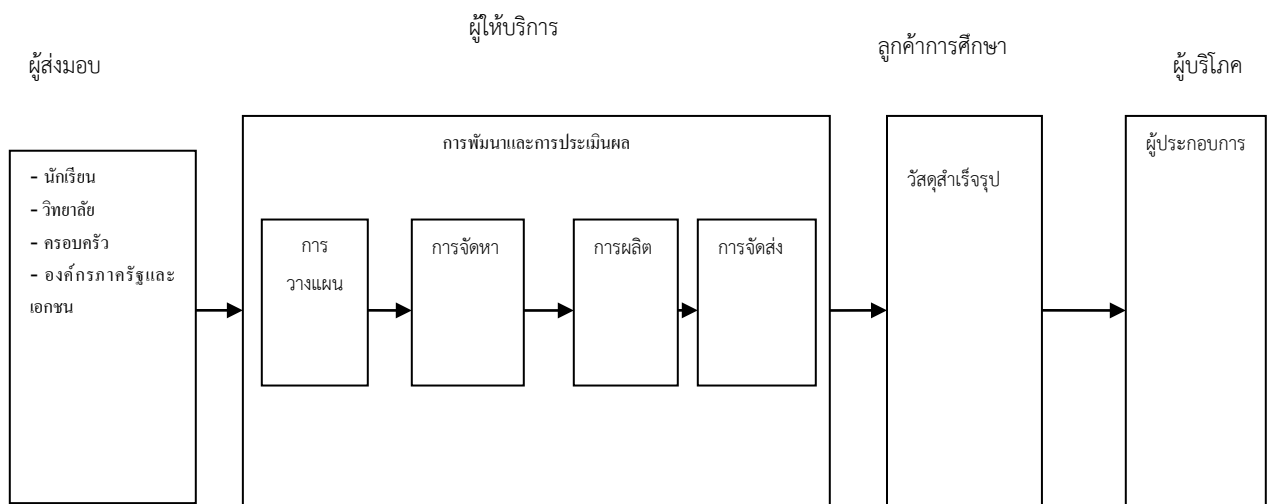 ผู้ให้บริการ
ลูกค้าการศึกษา
ผู้ส่งมอบ
ผู้บริโภค
การพัมนาและการประเมินผล
ผู้ประกอบการ
- นักเรียน
- วิทยาลัย
- ครอบครัว
- องค์กรภาครัฐและ
เอกชน
วัสดุสำเร็จรุป
การ
วางแผน
การจัดหา
การผลิต
การจัดส่ง